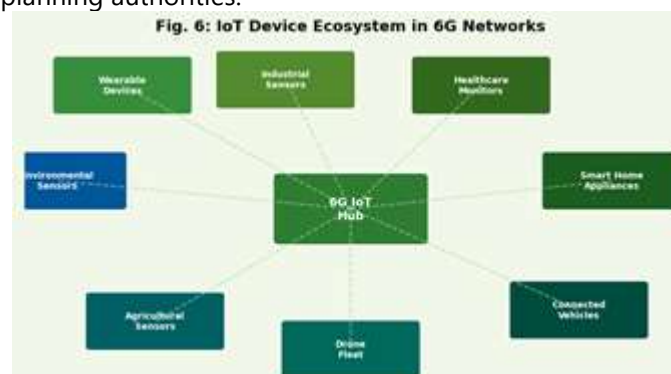 planning authorities.
Fig. 6: IoT Device Ecosystem in 6G Networks
Wearable
Devices
Industrial
Sensors
Healthcare
Monitors
nvironmental
Sensors
6G IoT
Hub
Smart Home
Appliances
Agricultural
Sensors
Drone
Fleet
Connected
Vehicles